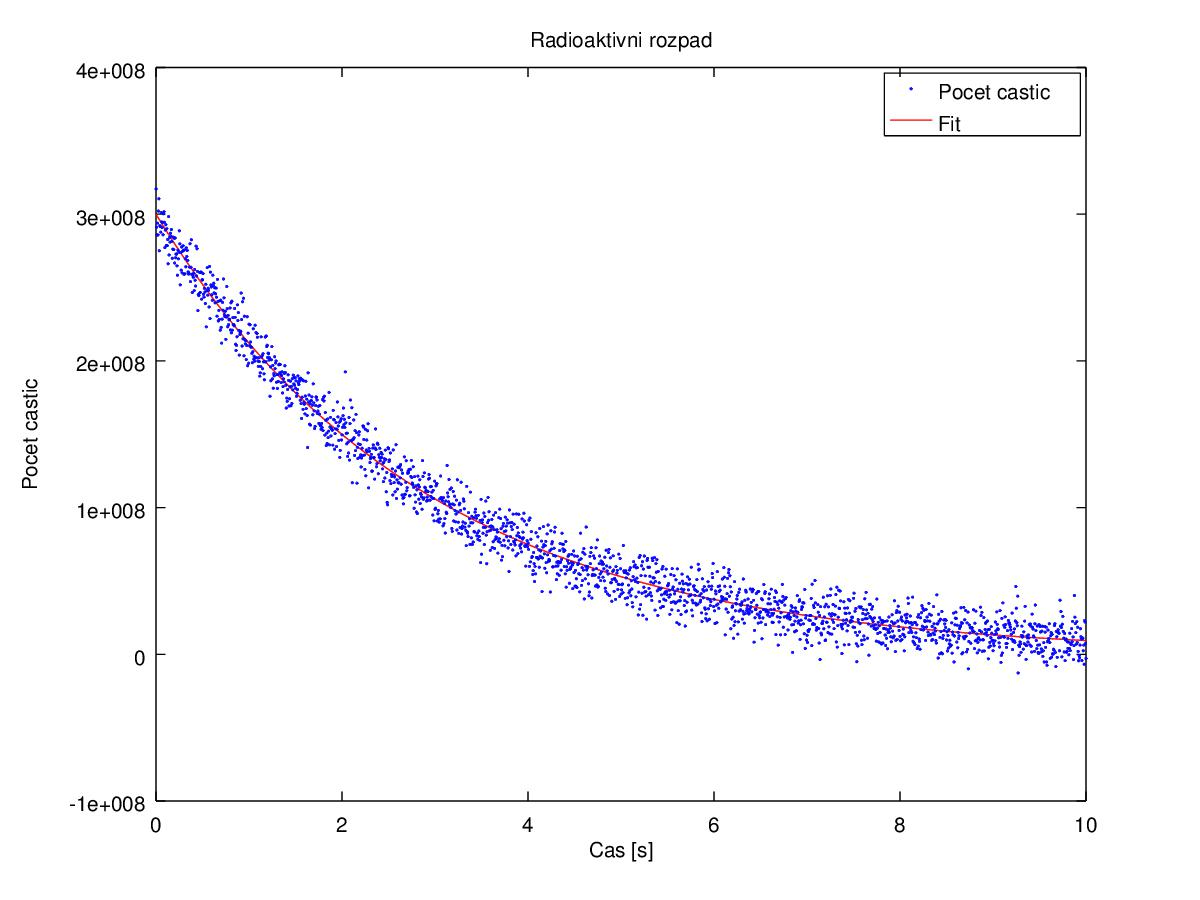 Radioaktivni rozpad
Pocet castic
Fit
4e+008
3e+008
2e+008
1e+008
0
-1e+008
Pocet castic
0 2 4 6 8 10
Cas [s]